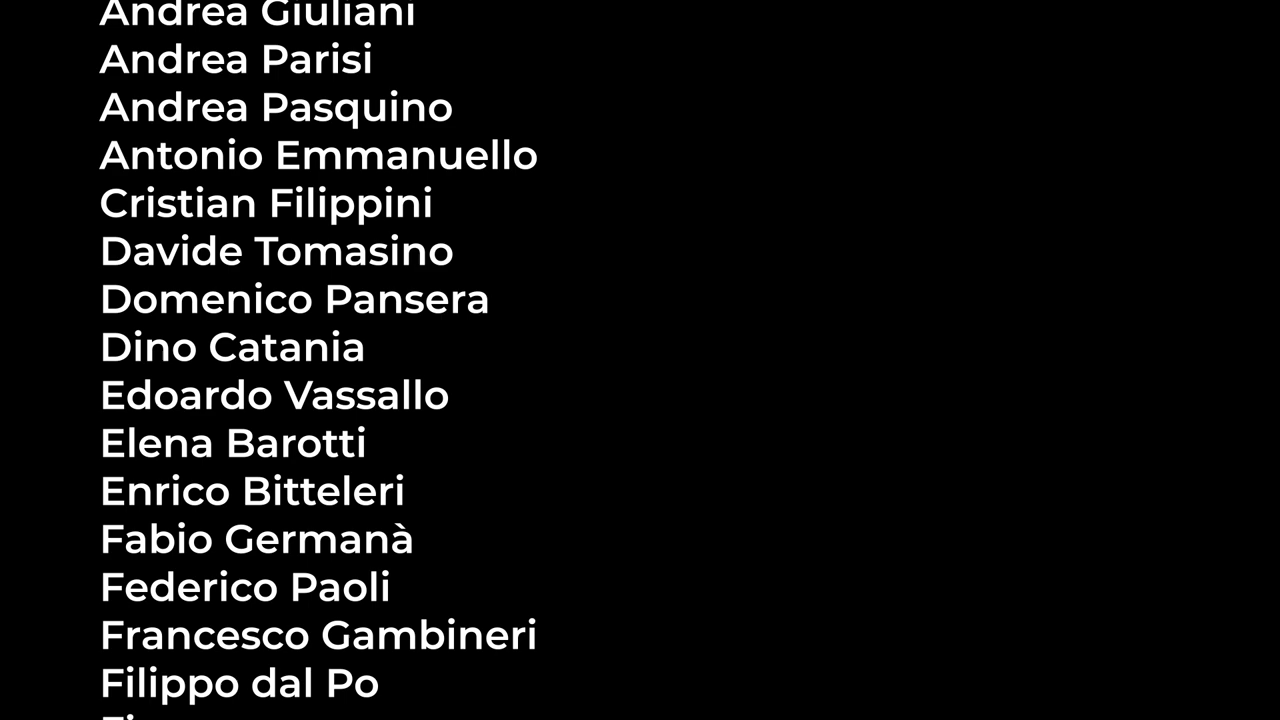 Andrea Giuliani
Andrea Parisi
Andrea Pasquino
Antonio Emmanuello
Cristian Filippini
Davide Tomasino
Domenico Pansera
Dino Catania
Edoardo Vassallo
Elena Barotti
Enrico Bitteleri
Fabio Germanà
Federico Paoli
Francesco Gambineri
Filippo dal Po